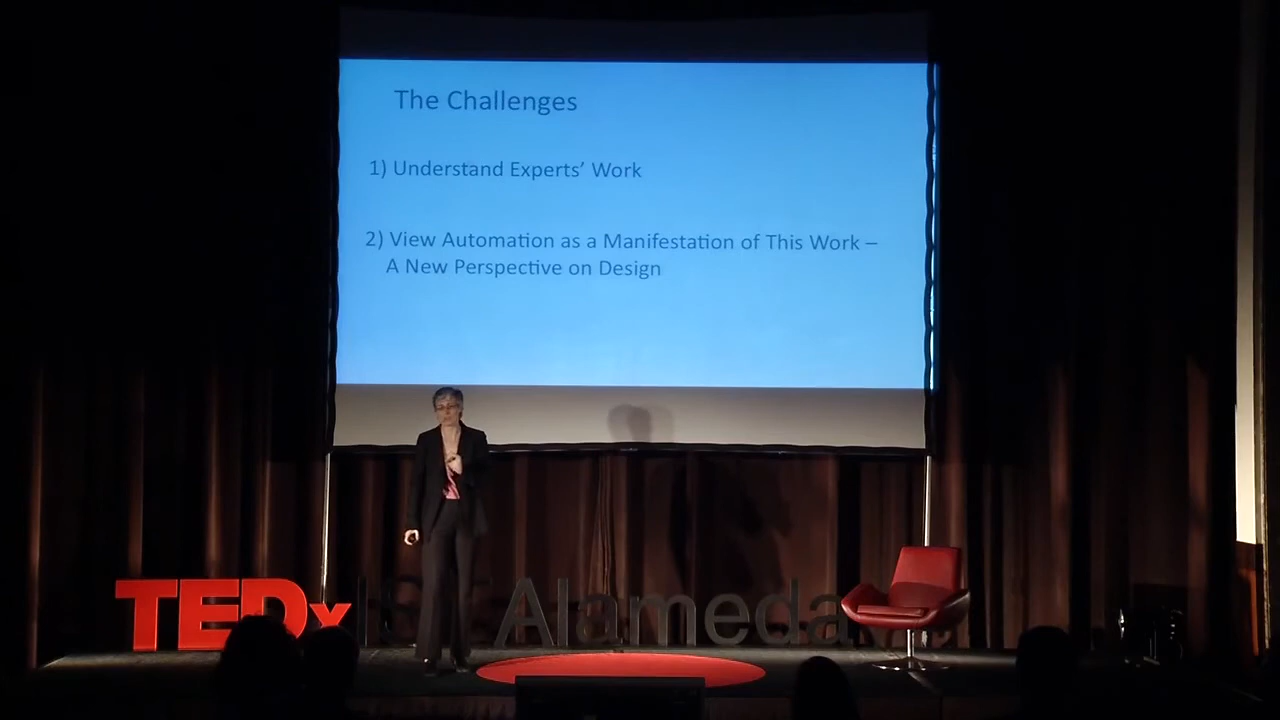 The Challenges
1) Understand Experts’ Work
2) View Automation as a Manifestation of This Work –
A New Perspective on Design
TEDx Alameda